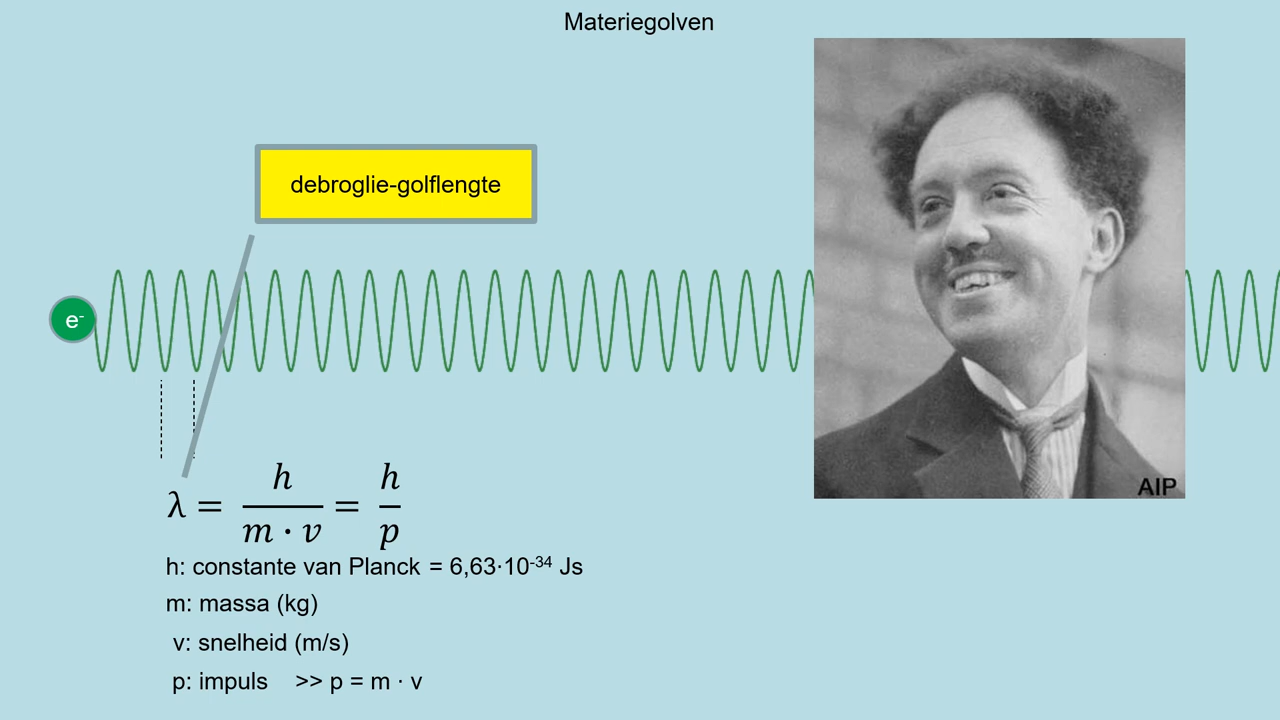 Materiegolven
debroglie-golflengte
e⁻
λ = h / (m · v) = h / p
h: constante van Planck = 6,63·10⁻³⁴ Js
m: massa (kg)
v: snelheid (m/s)
p: impuls >> p = m · v
AIP